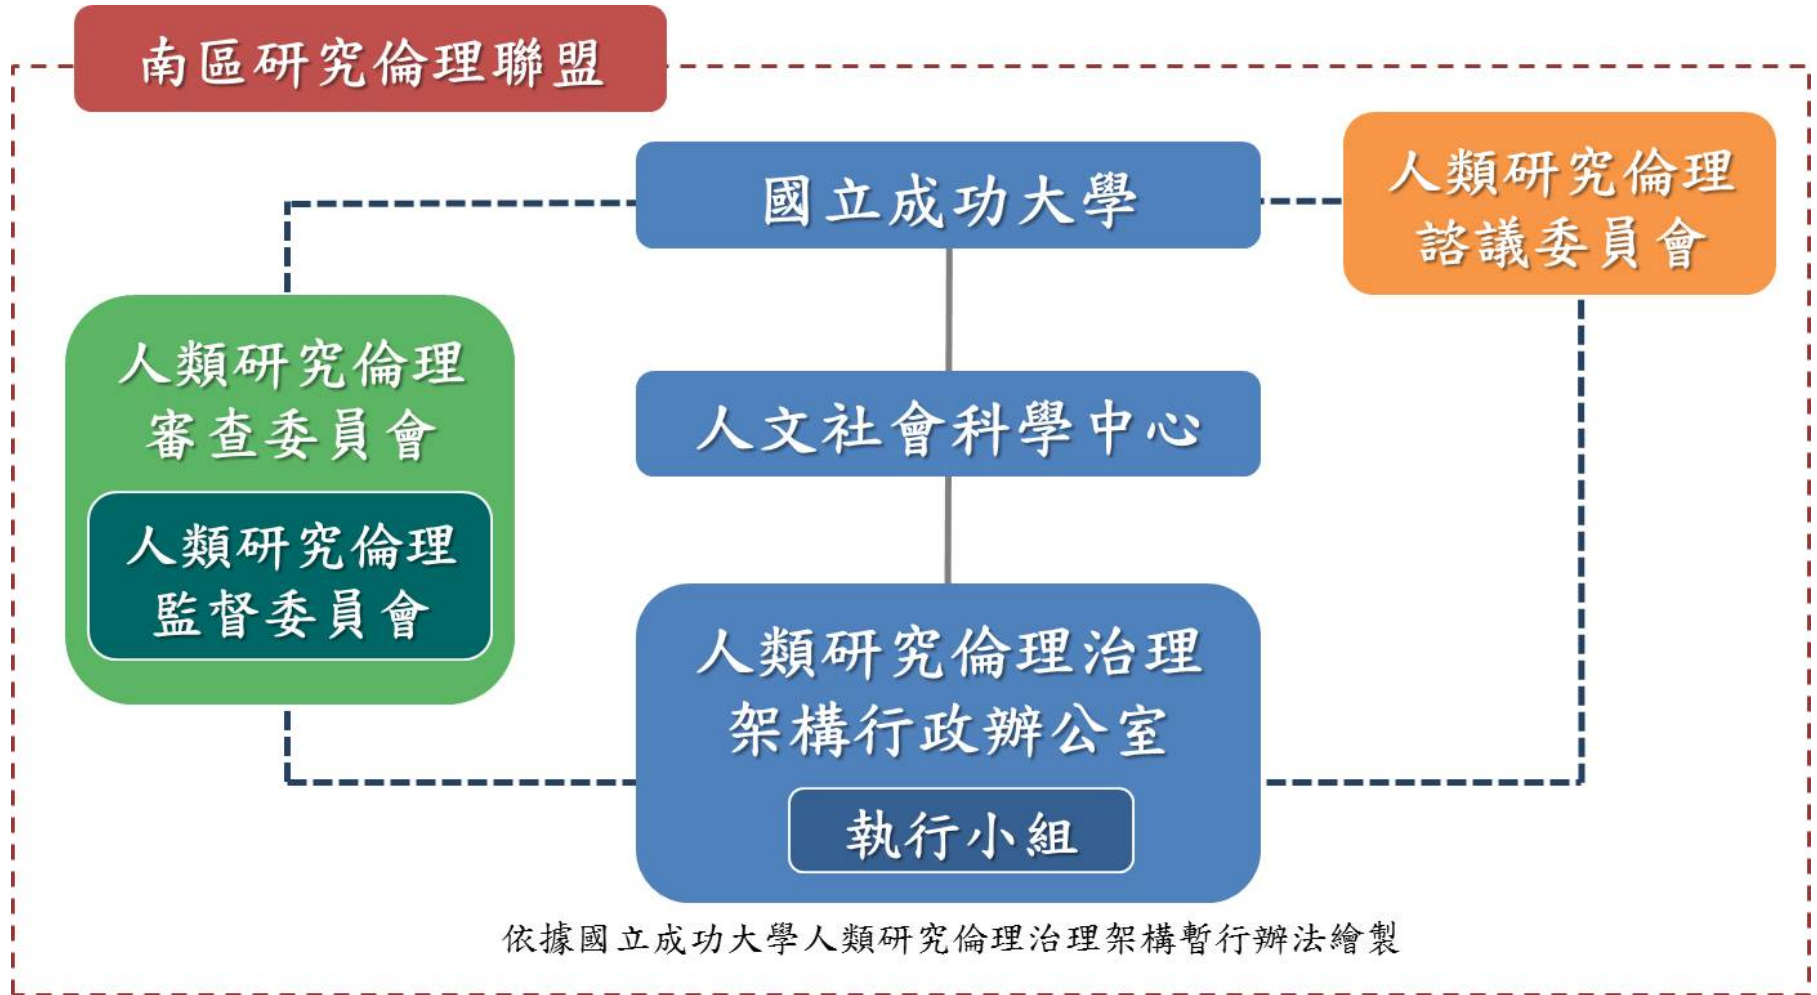 南區研究倫理聯盟
國立成功大學
人類研究倫理
諮議委員會
人類研究倫理
審查委員會
人文社會科學中心
人類研究倫理
監督委員會
人類研究倫理治理
架構行政辦公室
執行小組
依據國立成功大學人類研究倫理治理架構暫行辦法繪製